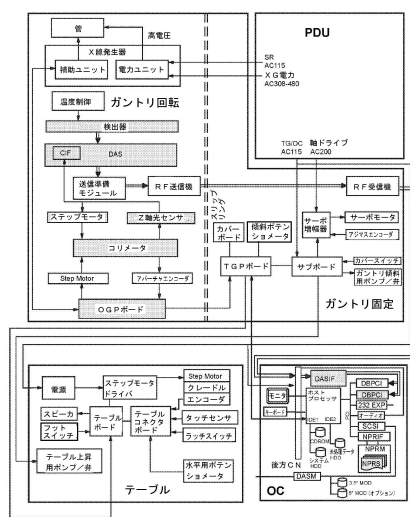 管
高電圧
X線発生器
補助ユニット
電力ユニット
温度制御
ガントリ回転
検出器
CIF
DAS
送信準備
モジュール
RF送信機
ステップモータ
Z軸光センサ
コリメータ
Step Motor
アパーチャエンコーダ
OGPボード
スリップ
リング
PDU
SR
AC115
XG電力
AC308-480
TG/OC
AC115
軸ドライブ
AC200
RF受信機
カバー
ボード
傾斜ポテン
ショメータ
サーボ
増幅器
サーボモータ
アジマスエンコーダ
TGPボード
サブボード
カバースイッチ
ガントリ傾斜
用ポンプ/弁
ガントリ固定
電源
ステップモータ
ドライバ
Step Motor
クレードル
エンコーダ
スピーカ
フット
スイッチ
テーブル
ボード
テーブル
コネクタ
ボード
タッチセンサ
ラッチスイッチ
テーブル上昇
用ポンプ/弁
水平用ポテン
ショメータ
テーブル
DASIF
ホスト
プロセッサ
モニタ
キーボード
IDE1
IDE2
PCI
DBPCI
DBPCL
232 EXP
オーディオ
SCSI
NPRIF
NPRM
NPRB
CDROM
システム
HDD
HDD
後方CN
DASM
3.5" MOD
5" MOD (オプション)
OC